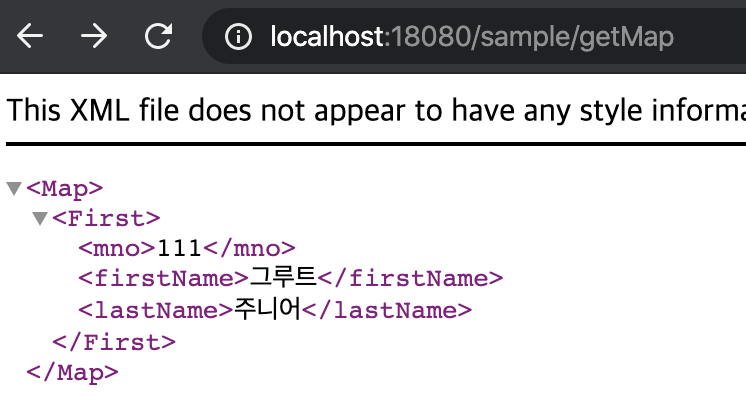 localhost:18080/sample/getMap
This XML file does not appear to have any style informa
<Map>
<First>
<mno>111</mno>
<firstName>그루트</firstName>
<lastName>주니어</lastName>
</First>
</Map>